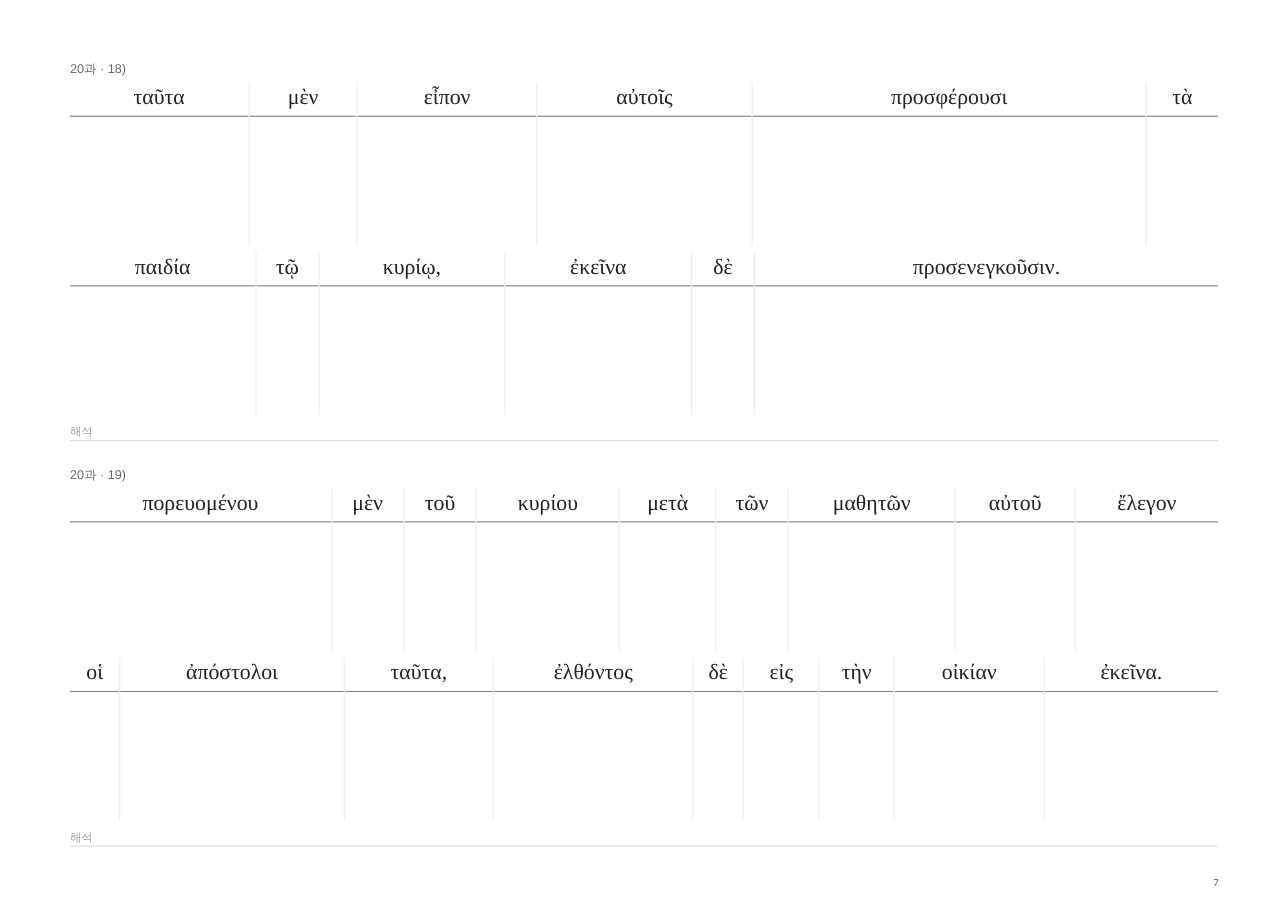 20과 · 18)
ταῦτα μὲν εἶπον αὐτοῖς προσφέρουσι τὰ
παιδία τῷ κυρίῳ, ἐκεῖνα δὲ προσενεγκοῦσιν.
해석
20과 · 19)
πορευομένου μὲν τοῦ κυρίου μετὰ τῶν μαθητῶν αὐτοῦ ἔλεγον
οἱ ἀπόστολοι ταῦτα, ἐλθόντος δὲ εἰς τὴν οἰκίαν ἐκεῖνα.
해석
7